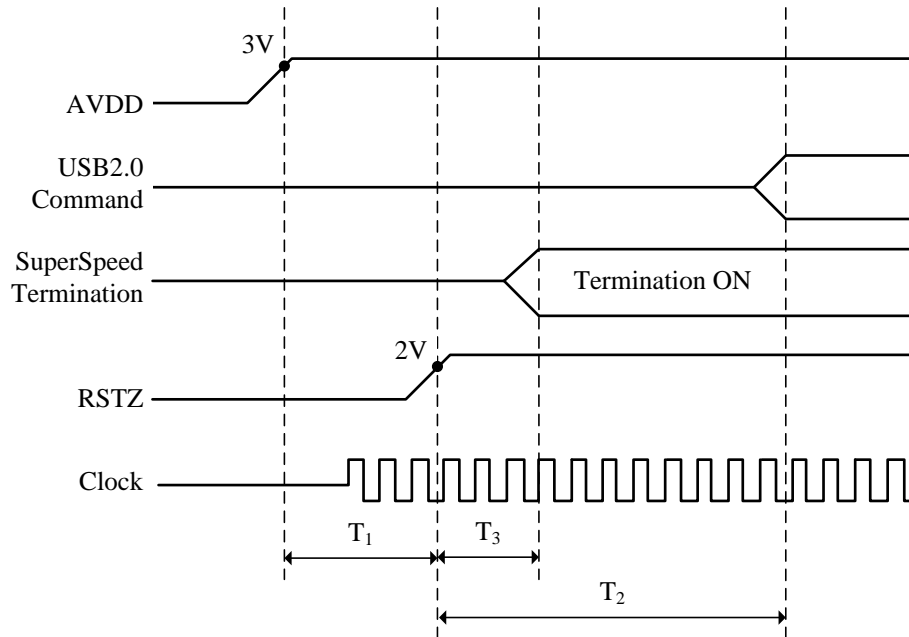 3V
AVDD
USB2.0
Command
SuperSpeed
Termination
Termination ON
2V
RSTZ
Clock
T1
T3
T2